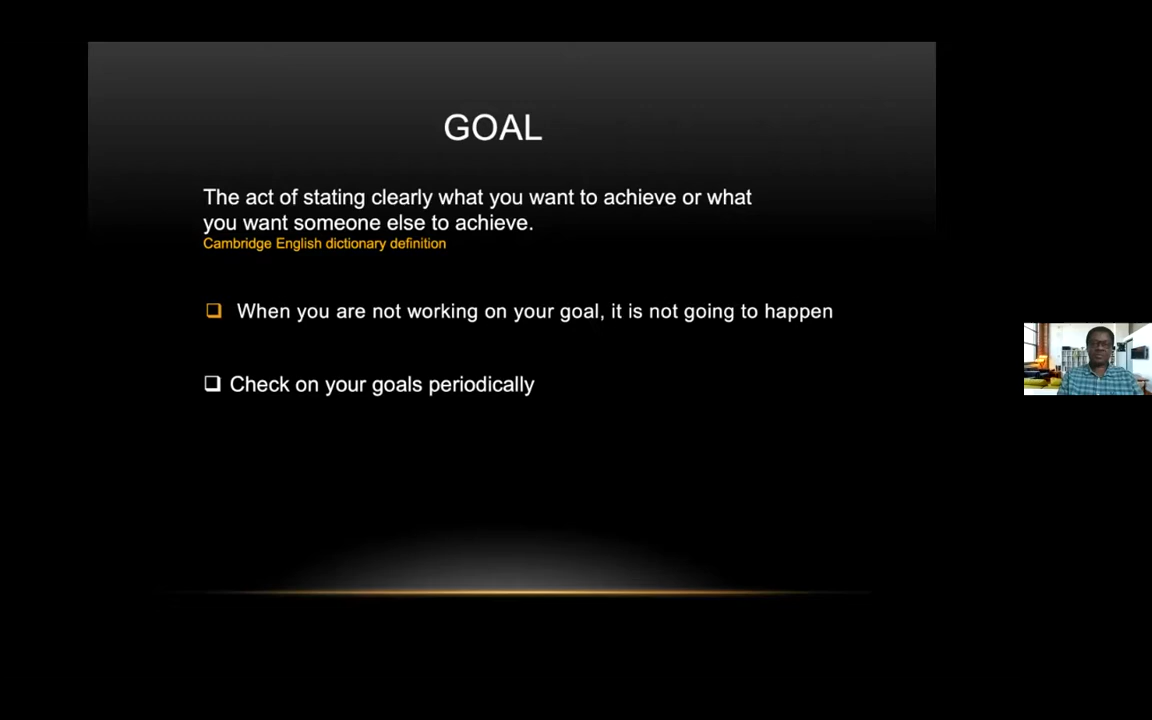 GOAL
The act of stating clearly what you want to achieve or what
you want someone else to achieve.
Cambridge English dictionary definition
When you are not working on your goal, it is not going to happen
Check on your goals periodically